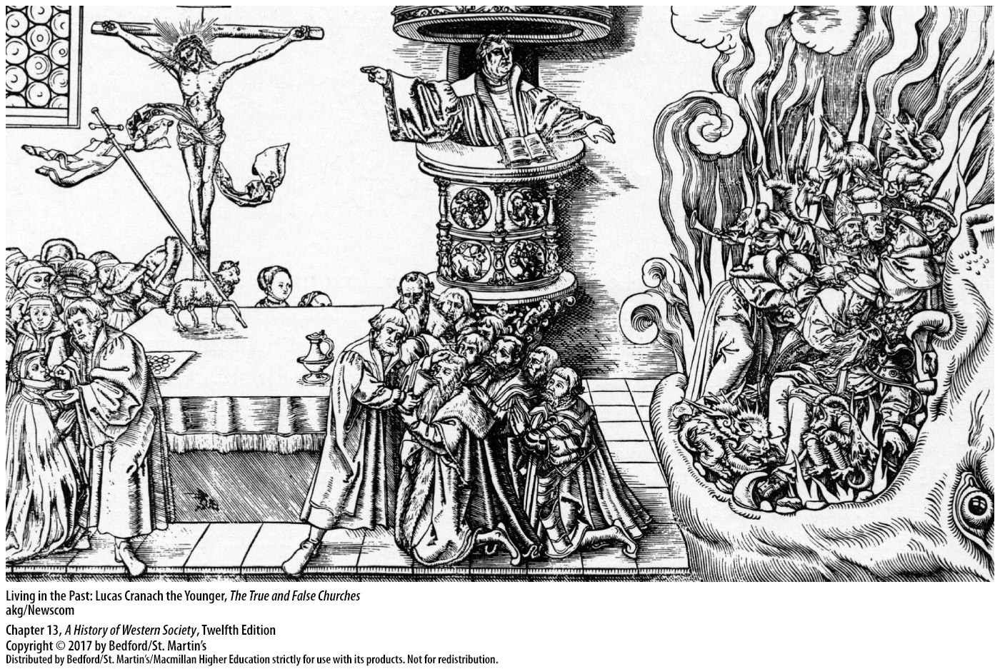 Living in the Past: Lucas Cranach the Younger, The True and False Churches
akg/Newscom
Chapter 13, A History of Western Society, Twelfth Edition
Copyright © 2017 by Bedford/St. Martin’s
Distributed by Bedford/St. Martin’s/Macmillan Higher Education strictly for use with its products. Not for redistribution.